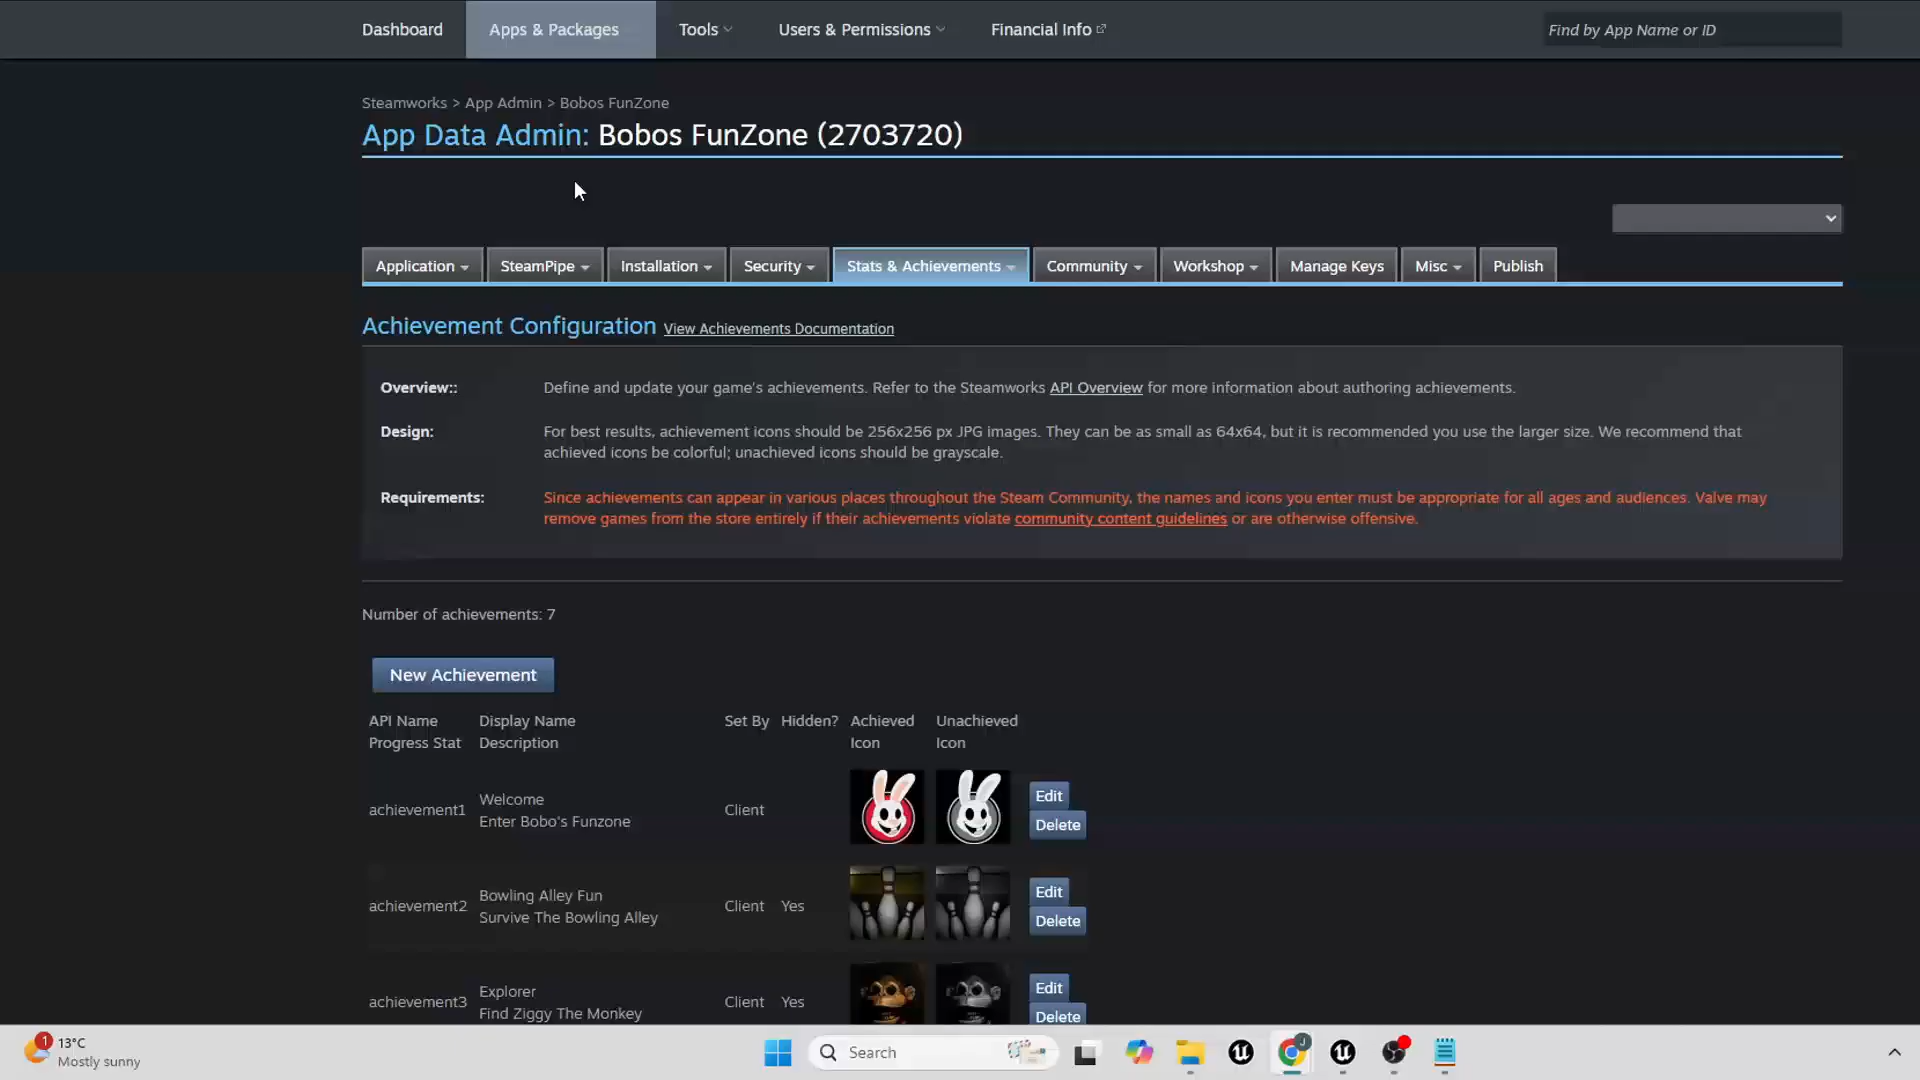 Dashboard
Apps & Packages
Tools
Users & Permissions
Financial Info
Find by App Name or ID
Steamworks > App Admin > Bobos FunZone
App Data Admin: Bobos FunZone (2703720)
Application
SteamPipe
Installation
Security
Stats & Achievements
Community
Workshop
Manage Keys
Misc
Publish
Achievement Configuration View Achievements Documentation
Overview:: Define and update your game's achievements. Refer to the Steamworks API Overview for more information about authoring achievements.
Design: For best results, achievement icons should be 256x256 px JPG images. They can be as small as 64x64, but it is recommended you use the larger size. We recommend that
achieved icons be colorful; unachieved icons should be grayscale.
Requirements: Since achievements can appear in various places throughout the Steam Community, the names and icons you enter must be appropriate for all ages and audiences. Valve may
remove games from the store entirely if their achievements violate community content guidelines or are otherwise offensive.
Number of achievements: 7
New Achievement
API Name Display Name Set By Hidden? Achieved Unachieved
Progress Stat Description Icon Icon
achievement1
Welcome
Enter Bobo's Funzone
Client
Edit
Delete
achievement2
Bowling Alley Fun
Survive The Bowling Alley
Client Yes
Edit
Delete
achievement3
Explorer
Find Ziggy The Monkey
Client Yes
Edit
Delete
1
13°C
Mostly sunny
Search
J